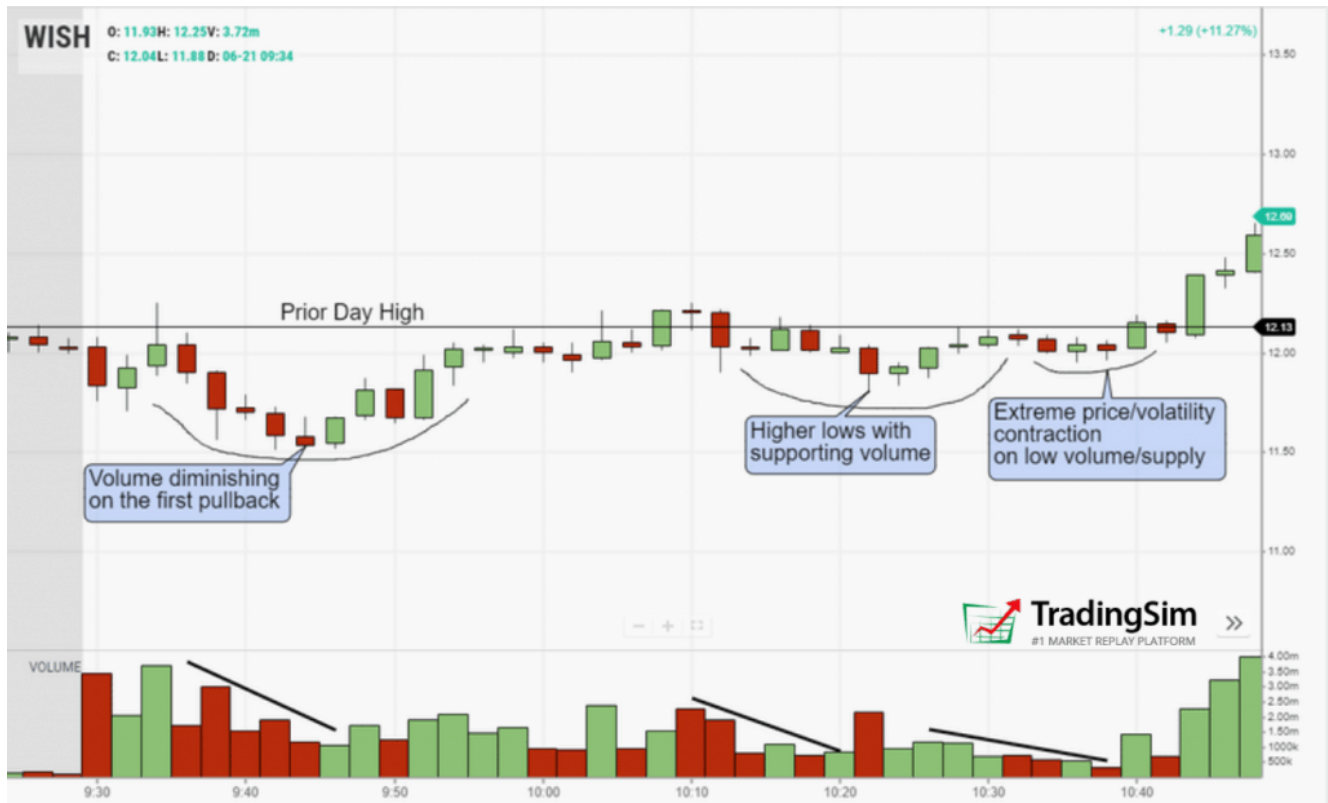 WISH
O: 11.93H: 12.25V: 3.72m
C: 12.04L: 11.88D: 06-21 09:34
+1.29 (+11.27%)
13.50
13.00
12.69
12.50
Prior Day High
12.13
12.00
Extreme price/volatility
contraction
on low volume/supply
Higher lows with
supporting volume
11.50
Volume diminishing
on the first pullback
11.00
TradingSim
#1 MARKET REPLAY PLATFORM
VOLUME
4.00m
3.50m
3.00m
2.50m
2.00m
1.50m
1000k
500k
9:30
9:40
9:50
10:00
10:10
10:20
10:30
10:40